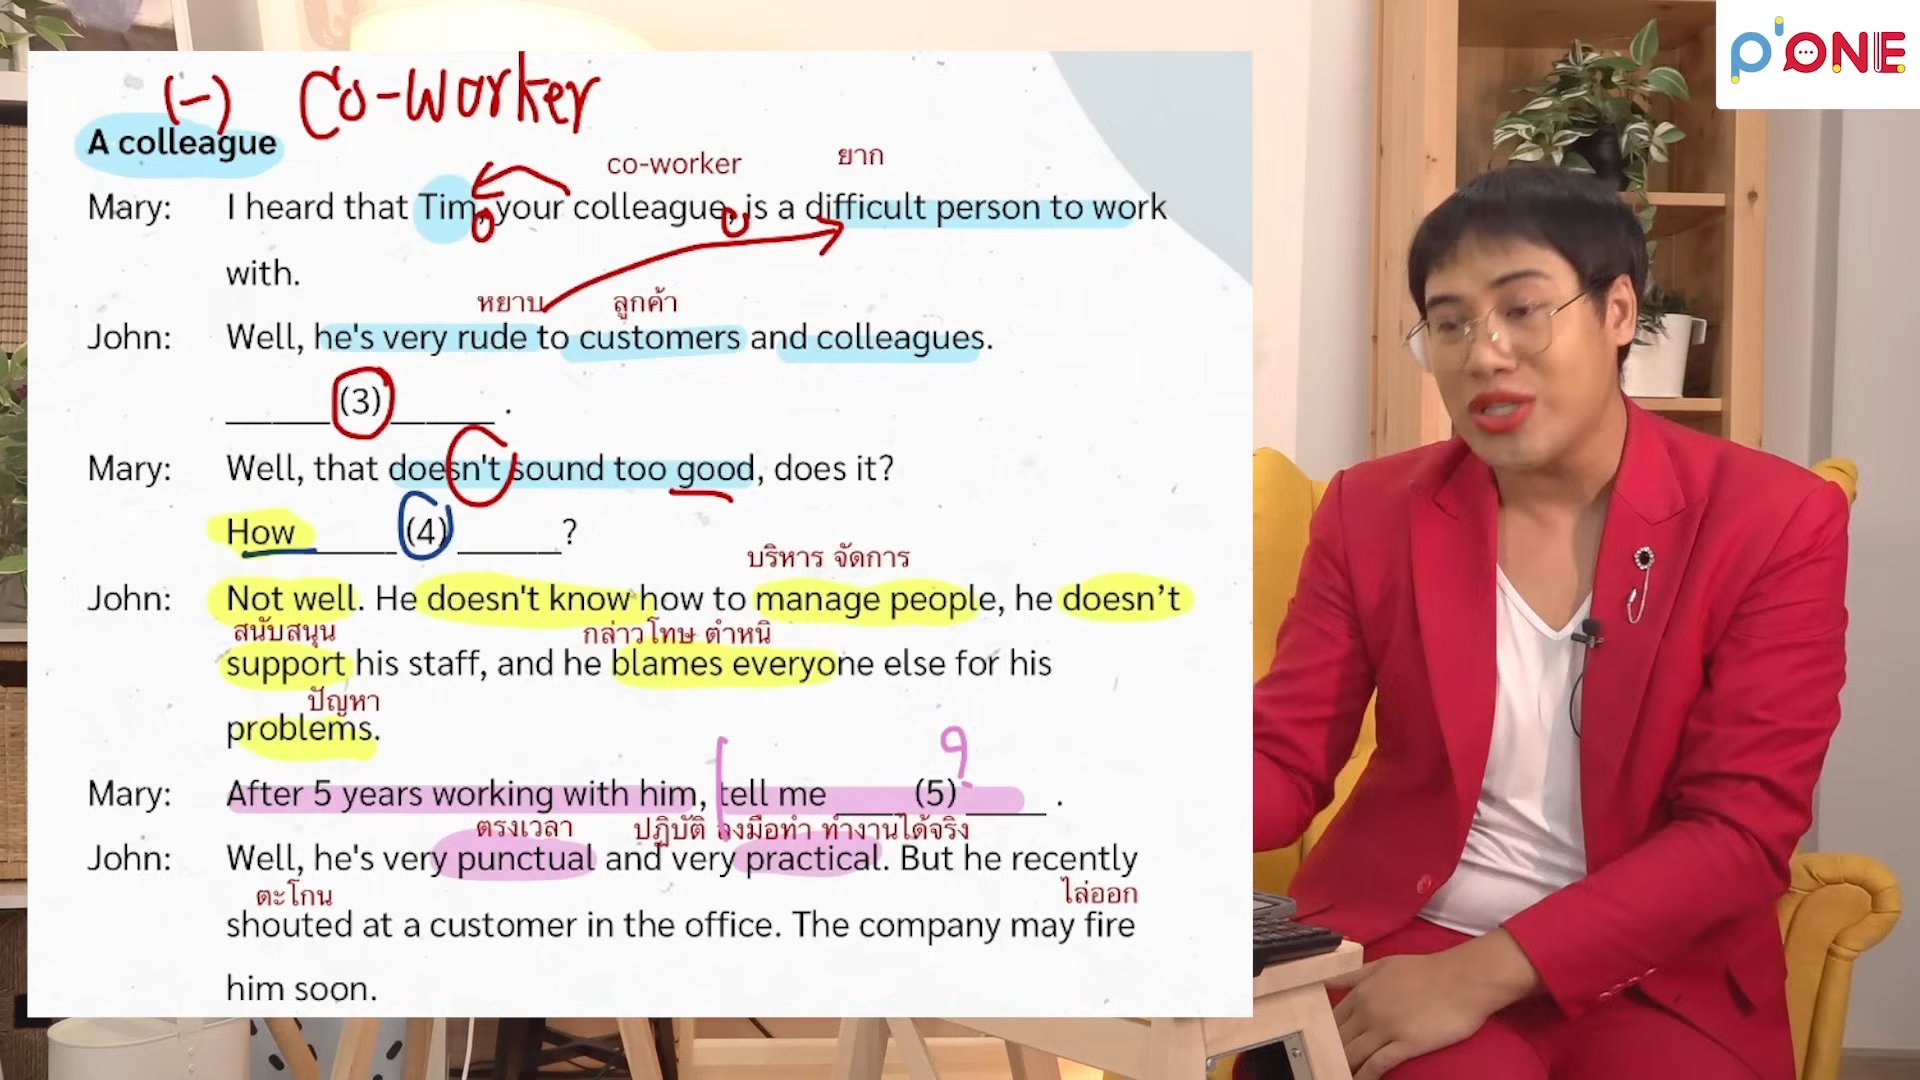 P'ONE
(-) Co-worker
A colleague
co-worker ยาก
Mary: I heard that Tim, your colleague, is a difficult person to work
with.
หยาบ ลูกค้า
John: Well, he's very rude to customers and colleagues.
(3) .
Mary: Well, that doesn't sound too good, does it?
How (4) ?
บริหาร จัดการ
John: Not well. He doesn't know how to manage people, he doesn’t
สนับสนุน กล่าวโทษ ตำหนิ
support his staff, and he blames everyone else for his
ปัญหา
problems.
Mary: After 5 years working with him, tell me (5) .
ตรงเวลา ปฏิบัติ ลงมือทำ ทำงานได้จริง
John: Well, he's very punctual and very practical. But he recently
ตะโกน ไล่ออก
shouted at a customer in the office. The company may fire
him soon.